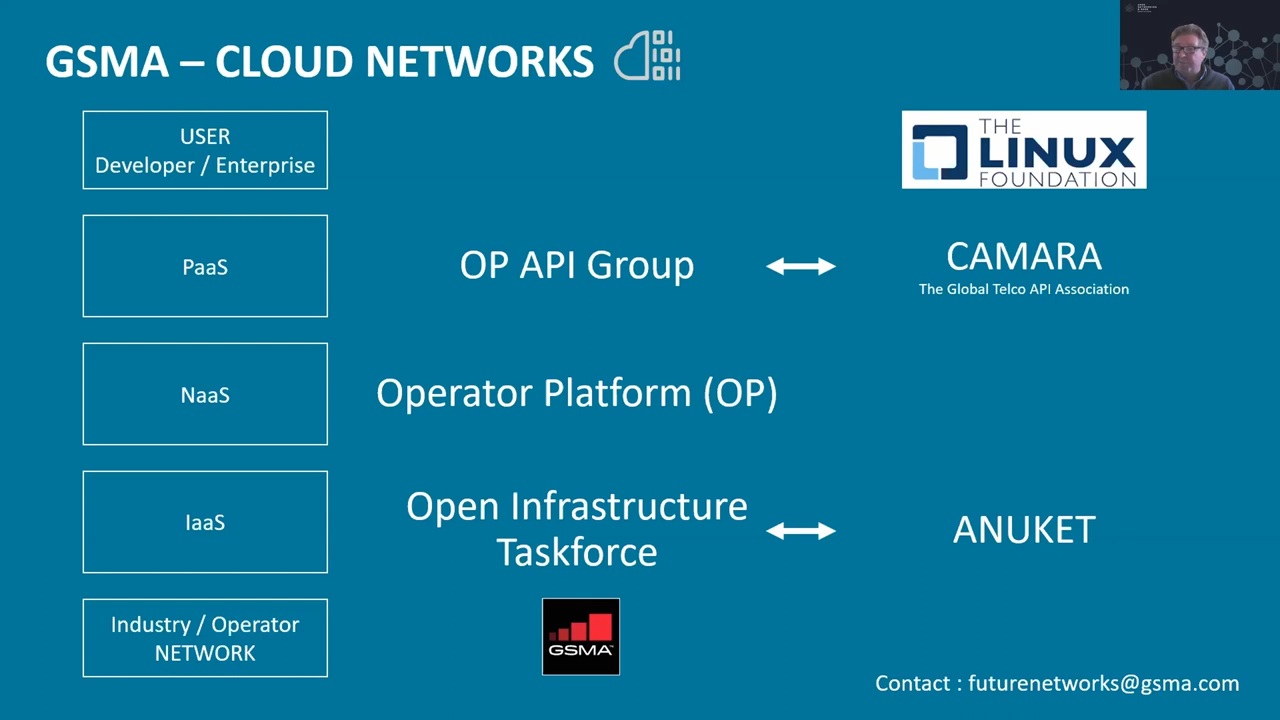 GSMA – CLOUD NETWORKS
USER
Developer / Enterprise
THE
LINUX
FOUNDATION
PaaS
OP API Group
CAMARA
The Global Telco API Association
NaaS
Operator Platform (OP)
IaaS
Open Infrastructure
Taskforce
ANUKET
Industry / Operator
NETWORK
GSMA™
Contact : futurenetworks@gsma.com